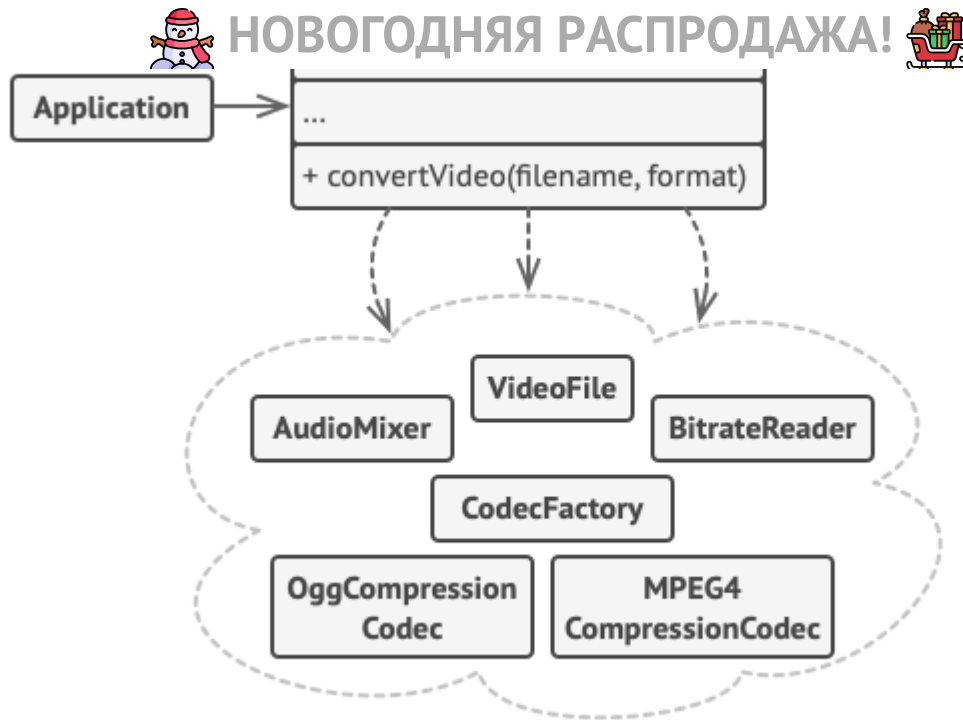 НОВОГОДНЯЯ РАСПРОДАЖА!
Application
...
+ convertVideo(filename, format)
VideoFile
AudioMixer
BitrateReader
CodecFactory
OggCompression
Codec
MPEG4
CompressionCodec